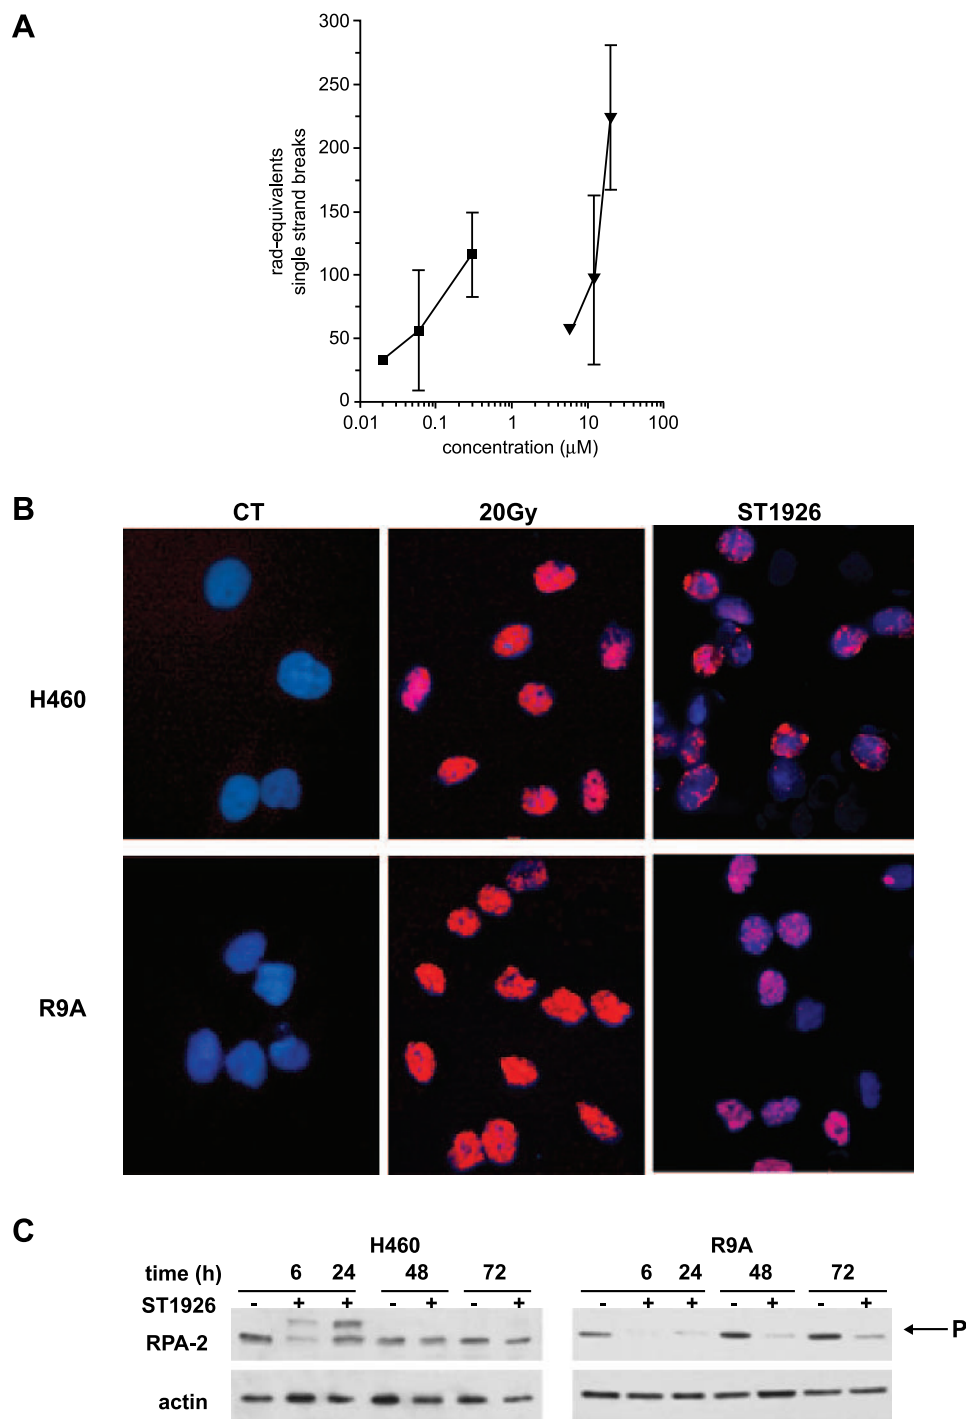 A
300
250
200
150
100
50
0
rad-equivalents
single strand breaks
0.01 0.1 1 10 100
concentration (μM)
B
CT 20Gy ST1926
H460
R9A
C
H460 R9A
time (h) 6 24 48 72 6 24 48 72
ST1926 - + + - + - + - + + - + - +
RPA-2 P
actin